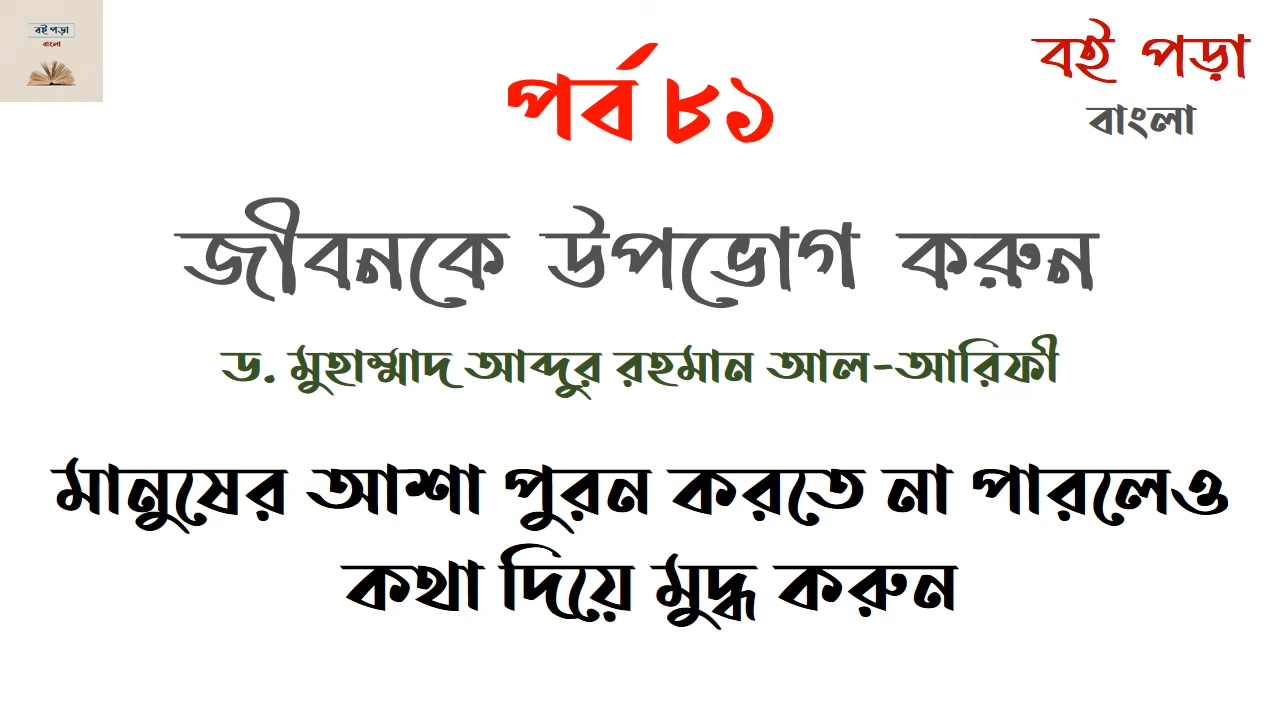 বই পড়া
বাংলা
বই পড়া
বাংলা
পর্ব ৮১
জীবনকে উপভোগ করুন
ড. মুহাম্মাদ আব্দুর রহমান আল-আরিফী
মানুষের আশা পুরন করতে না পারলেও
কথা দিয়ে মুদ্ধ করুন